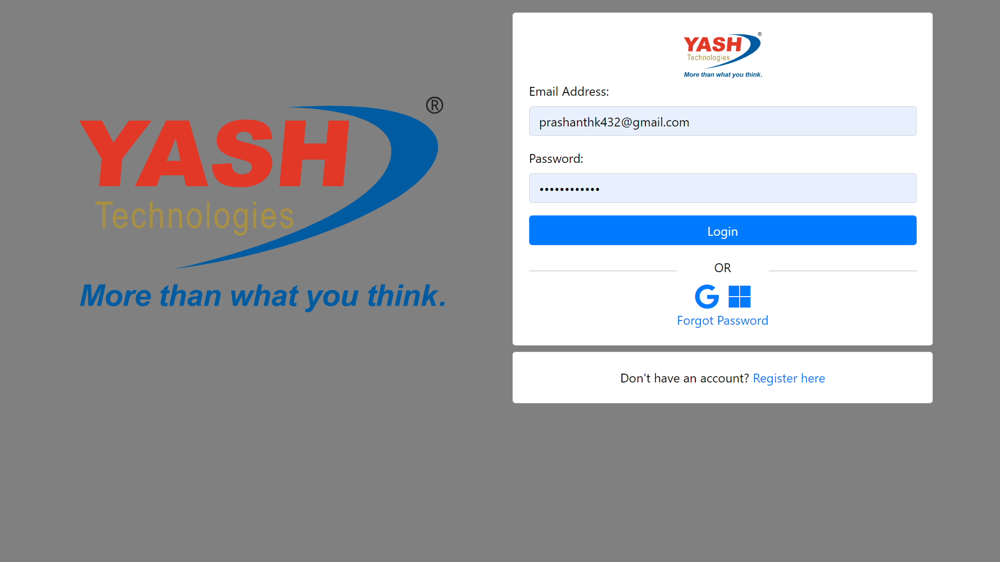 YASH
®
Technologies
More than what you think.
YASH
®
Technologies
More than what you think.
Email Address:
prashanthk432@gmail.com
Password:
••••••••••••
Login
OR
G
Forgot Password
Don't have an account? Register here